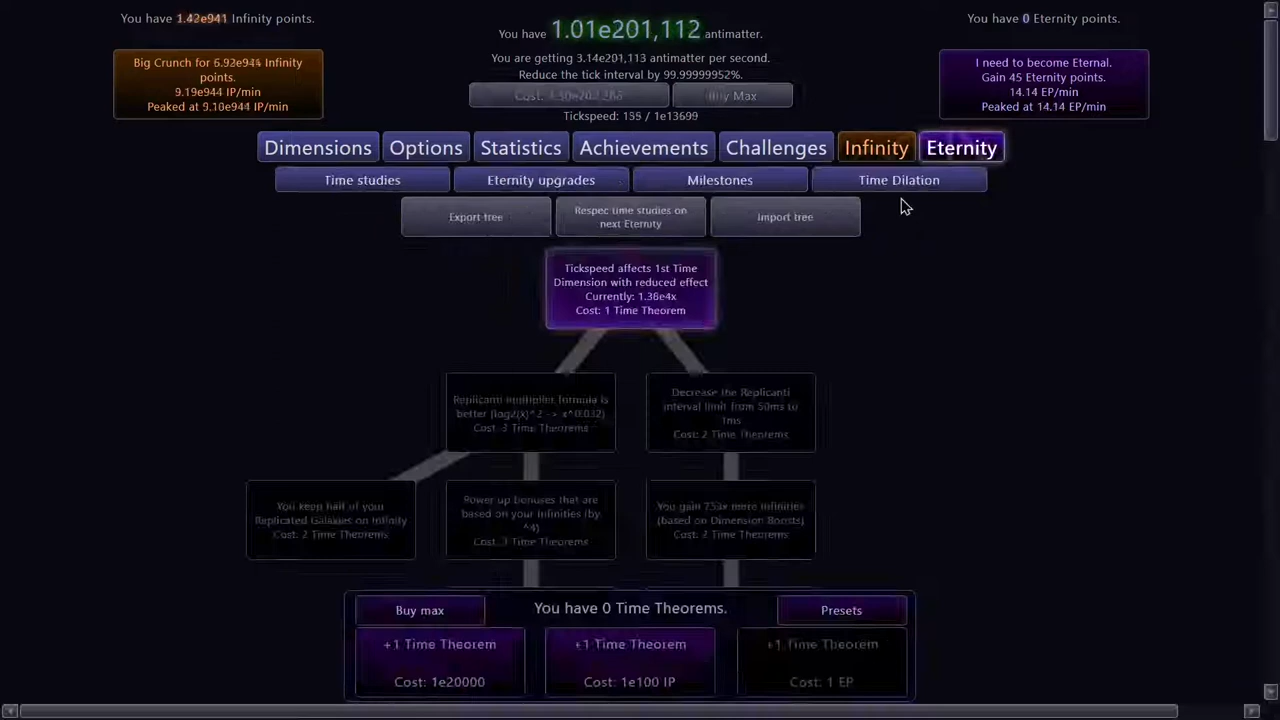 You have 1.42e941 Infinity points.
You have 1.01e201,112 antimatter.
You have 0 Eternity points.
Big Crunch for 6.92e944 Infinity
points.
9.19e944 IP/min
Peaked at 9.10e944 IP/min
You are getting 3.14e201,113 antimatter per second.
Reduce the tick interval by 99.99999952%.
Cost:
Buy Max
Tickspeed: 155 / 1e13699
I need to become Eternal.
Gain 45 Eternity points.
14.14 EP/min
Peaked at 14.14 EP/min
Dimensions
Options
Statistics
Achievements
Challenges
Infinity
Eternity
Time studies
Eternity upgrades
Milestones
Time Dilation
Export tree
Respec time studies on
next Eternity
Import tree
Tickspeed affects 1st Time
Dimension with reduced effect
Currently: 1.36e4x
Cost: 1 Time Theorem
Replicanti multiplier formula is
better (log2(x)^2 -> x^0.032)
Cost: 3 Time Theorems
Decrease the Replicanti
interval limit from 50ms to
1ms
Cost: 2 Time Theorems
You keep half of your
Replicated Galaxies on Infinity
Cost: 2 Time Theorems
Power up bonuses that are
based on your Infinities (by
^4)
Cost: 3 Time Theorems
You gain more Infinities
(based on Dimension Boosts)
Cost: 2 Time Theorems
Buy max
You have 0 Time Theorems.
Presets
+1 Time Theorem
Cost: 1e20000
+1 Time Theorem
Cost: 1e100 IP
+1 Time Theorem
Cost: 1 EP